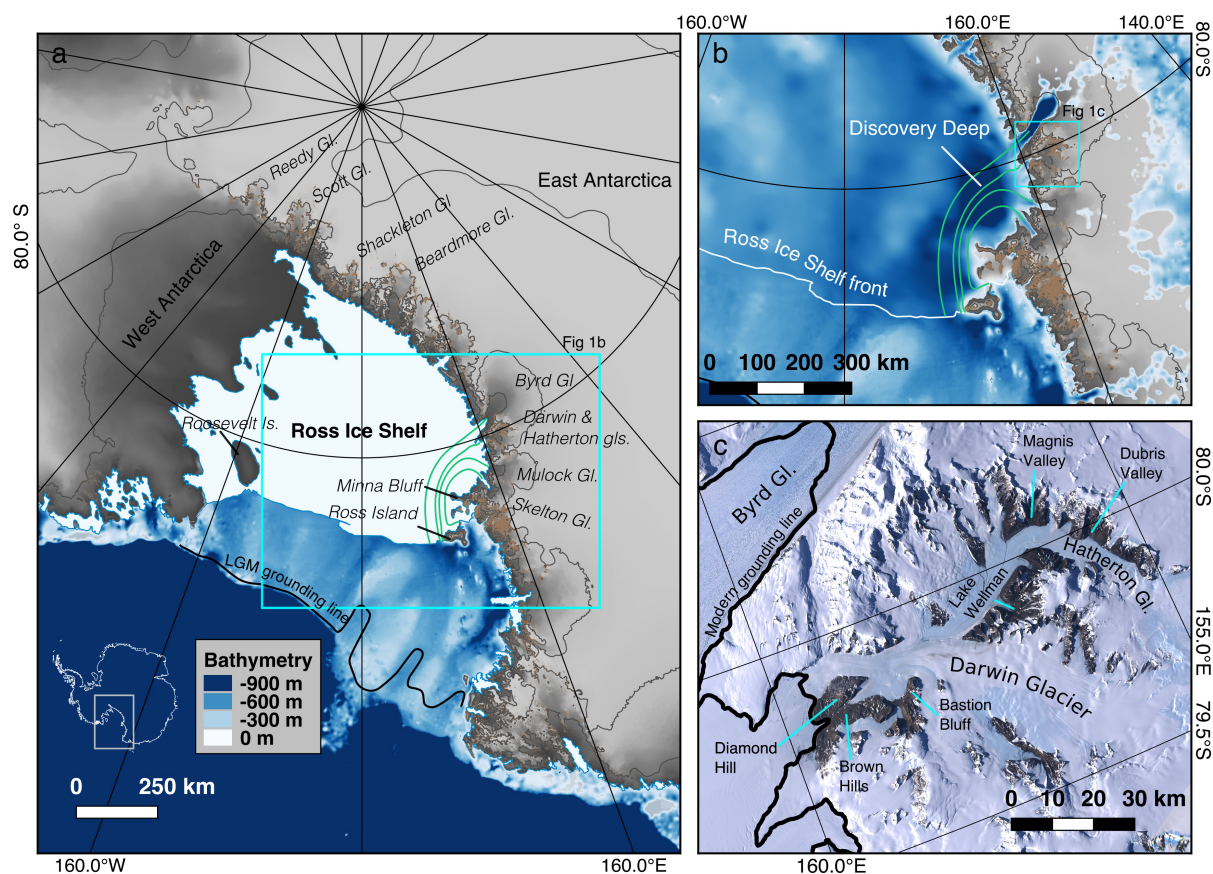 a
80.0° S
Reedy Gl.
Scott Gl.
Shackleton Gl
Beardmore Gl.
East Antarctica
West Antarctica
Fig 1b
Byrd Gl
Darwin &
Hatherton gls.
Roosevelt Is.
Ross Ice Shelf
Mulock Gl.
Minna Bluff
Skelton Gl.
Ross Island
LGM grounding line
Bathymetry
-900 m
-600 m
-300 m
0 m
0 250 km
160.0°W
160.0°E
160.0°W
160.0°E
140.0°E
80.0°S
b
Fig 1c
Discovery Deep
Ross Ice Shelf front
0 100 200 300 km
c
Magnis
Valley
Dubris
Valley
80.0°S
Byrd Gl.
Modern grounding line
Hatherton Gl.
Lake
Wellman
155.0°E
Darwin Glacier
Bastion
Bluff
Diamond
Hill
Brown
Hills
79.5°S
0 10 20 30 km
160.0°E